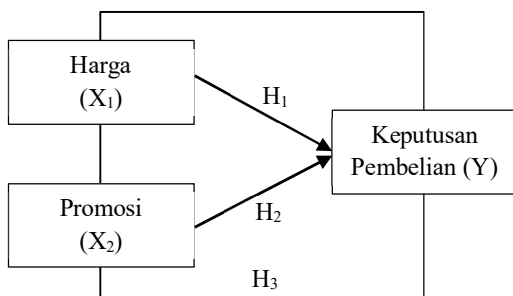 Harga
(X₁)
H₁
Keputusan
Pembelian (Y)
Promosi
(X₂)
H₂
H₃